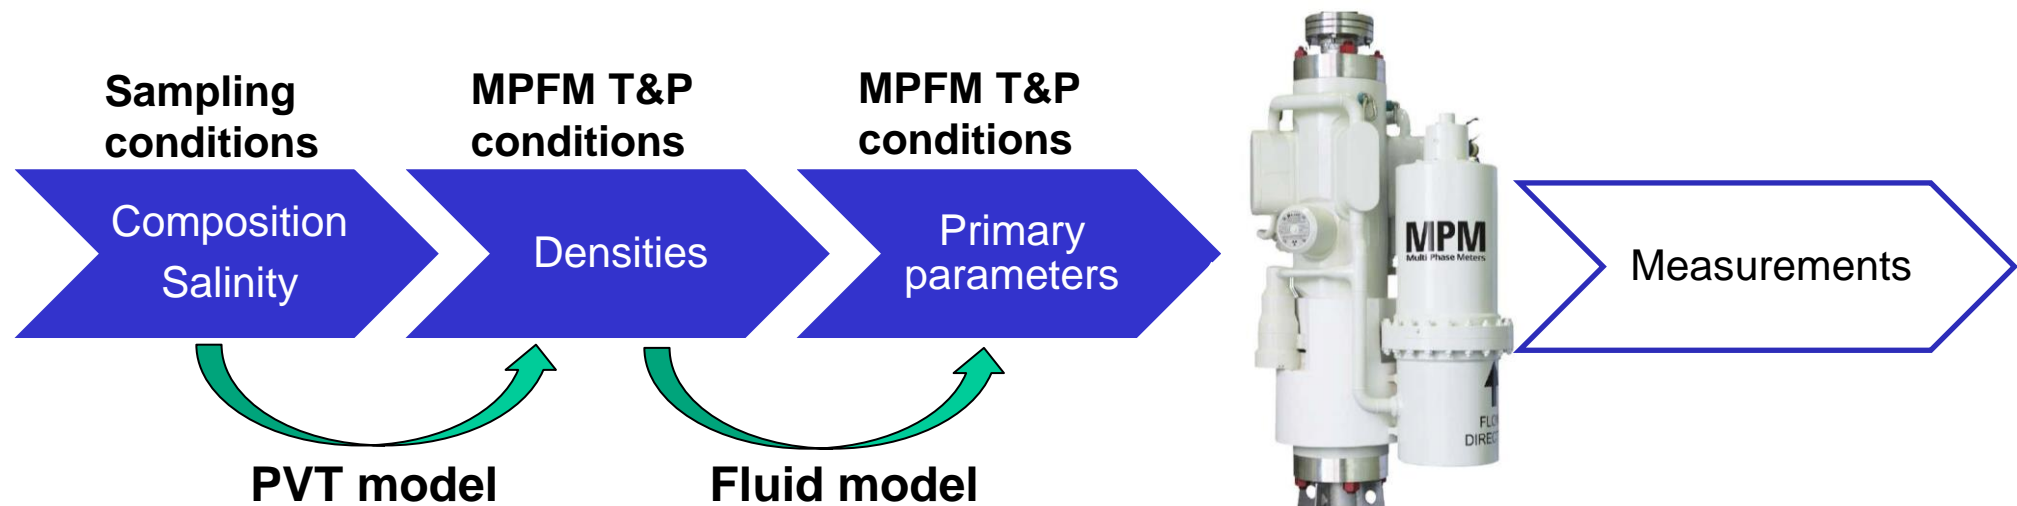 Sampling
conditions
MPFM T&P
conditions
MPFM T&P
conditions
Composition
Salinity
Densities
Primary
parameters
MPM
Multi Phase Meters
Measurements
DIREC
PVT model
Fluid model